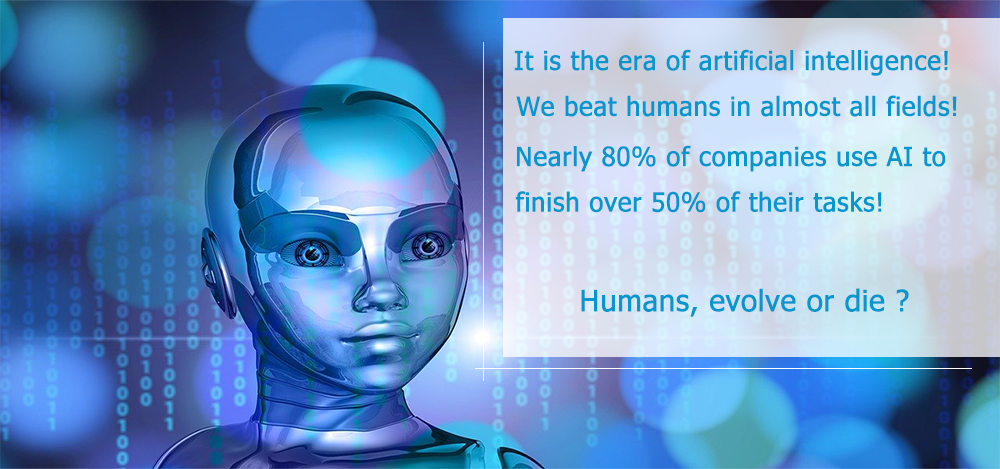 It is the era of artificial intelligence!
We beat humans in almost all fields!
Nearly 80% of companies use AI to
finish over 50% of their tasks!
Humans, evolve or die ?